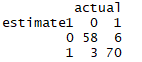 actual
estimate1 0 1
0 58 6
1 3 70